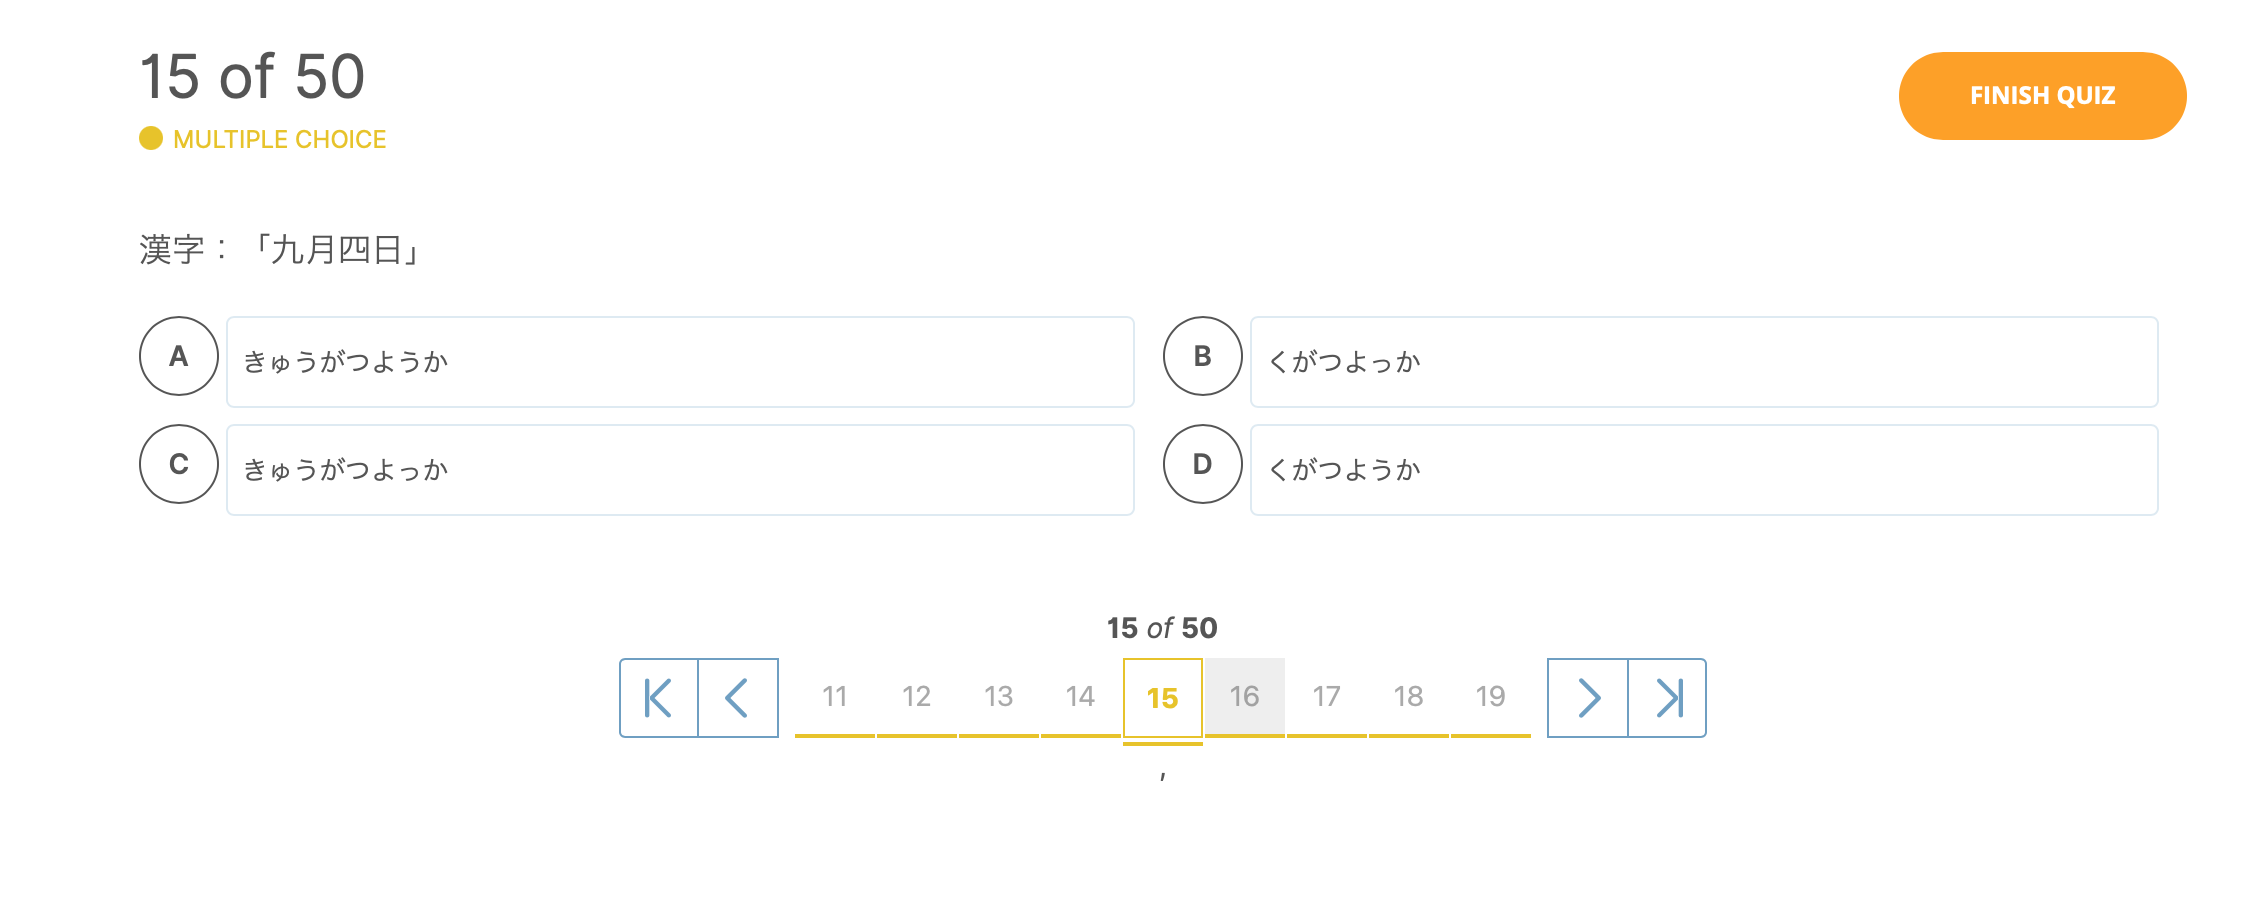 15 of 50
FINISH QUIZ
MULTIPLE CHOICE
漢字：「九月四日」
A きゅうがつようか
B くがつよっか
C きゅうがつよっか
D くがつようか
15 of 50
11 12 13 14 15 16 17 18 19
,